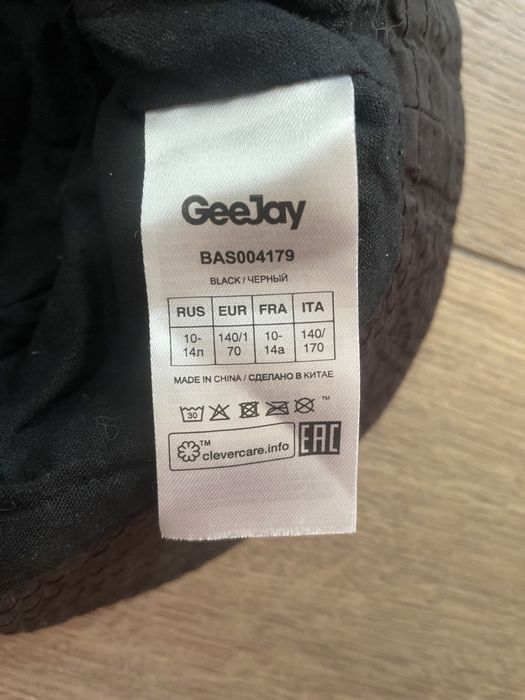 GeeJay
BAS004179
BLACK / ЧЕРНЫЙ
RUS EUR FRA ITA
10- 140/1 10- 140/
14л 70 14a 170
MADE IN CHINA / СДЕЛАНО В КИТАЕ
30 ™
™ clevercare.info EAC